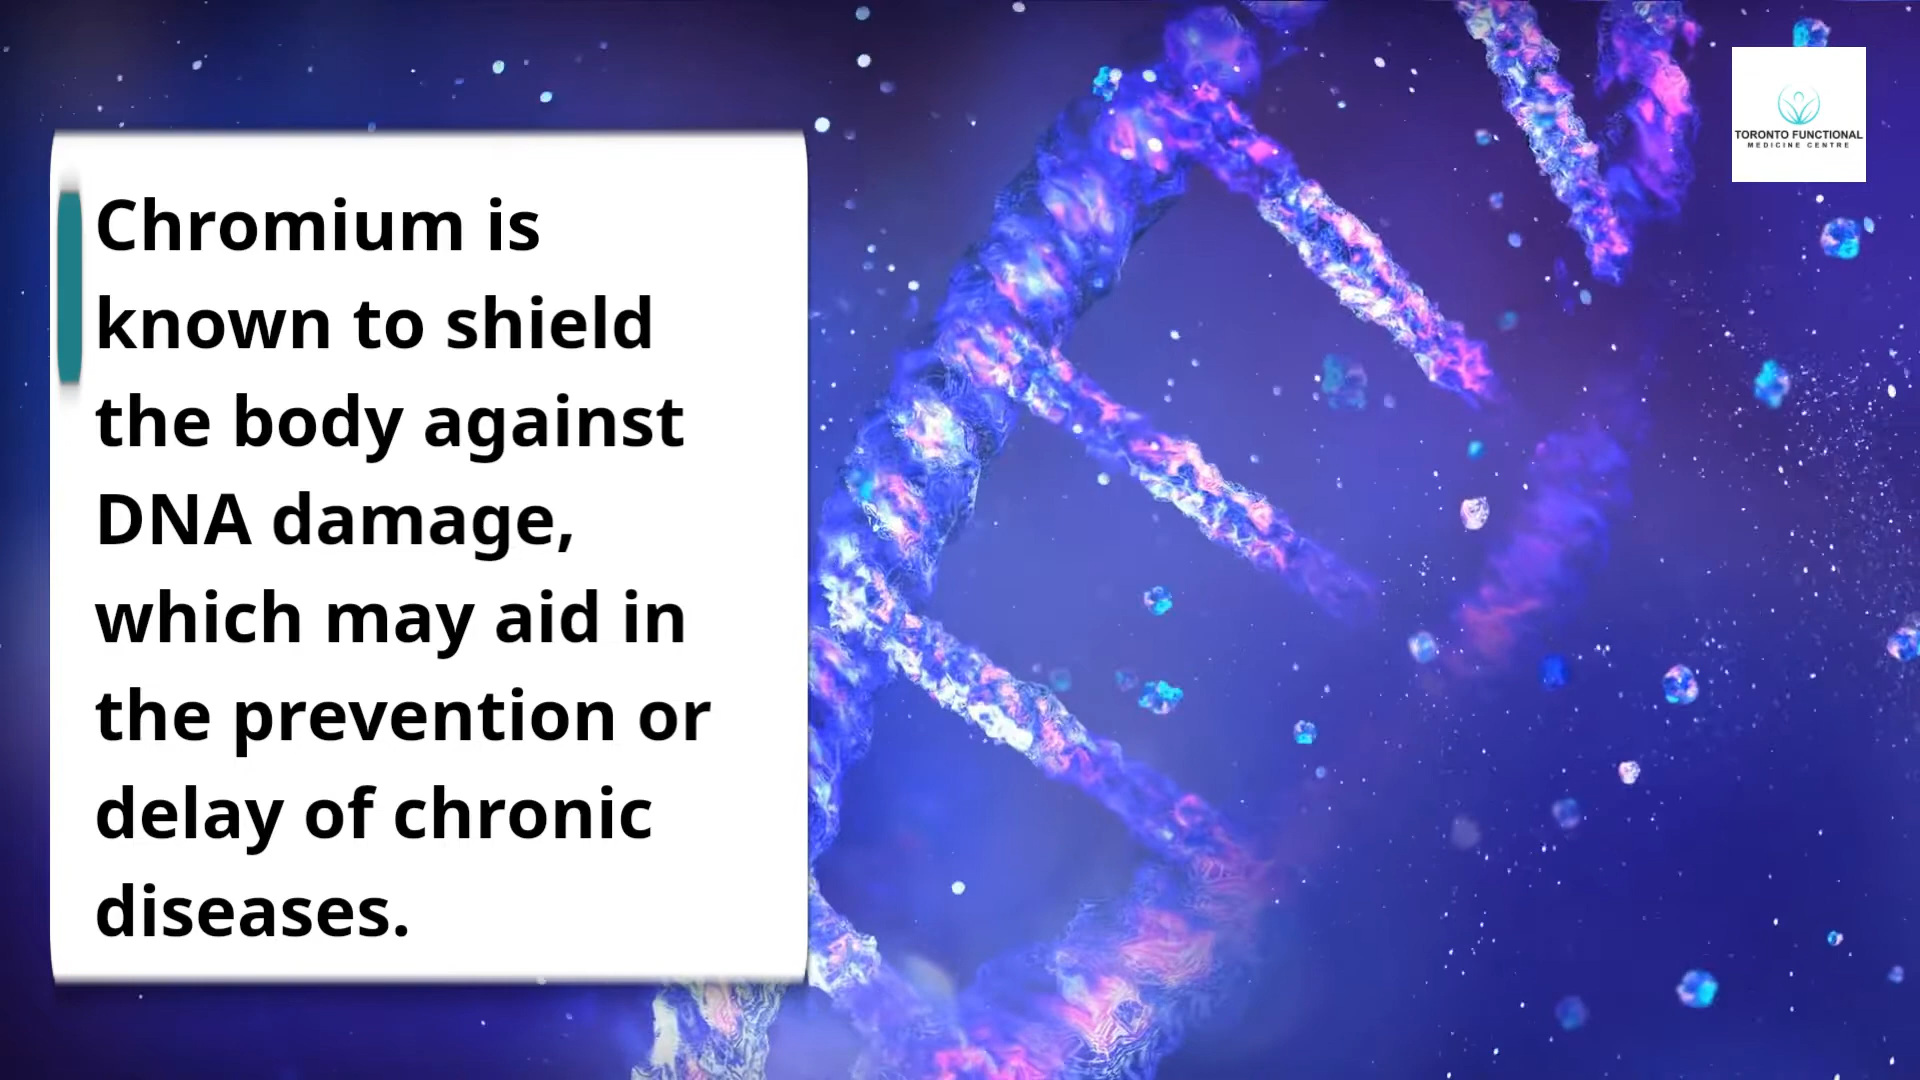 Chromium is
known to shield
the body against
DNA damage,
which may aid in
the prevention or
delay of chronic
diseases.
TORONTO FUNCTIONAL
MEDICINE CENTRE